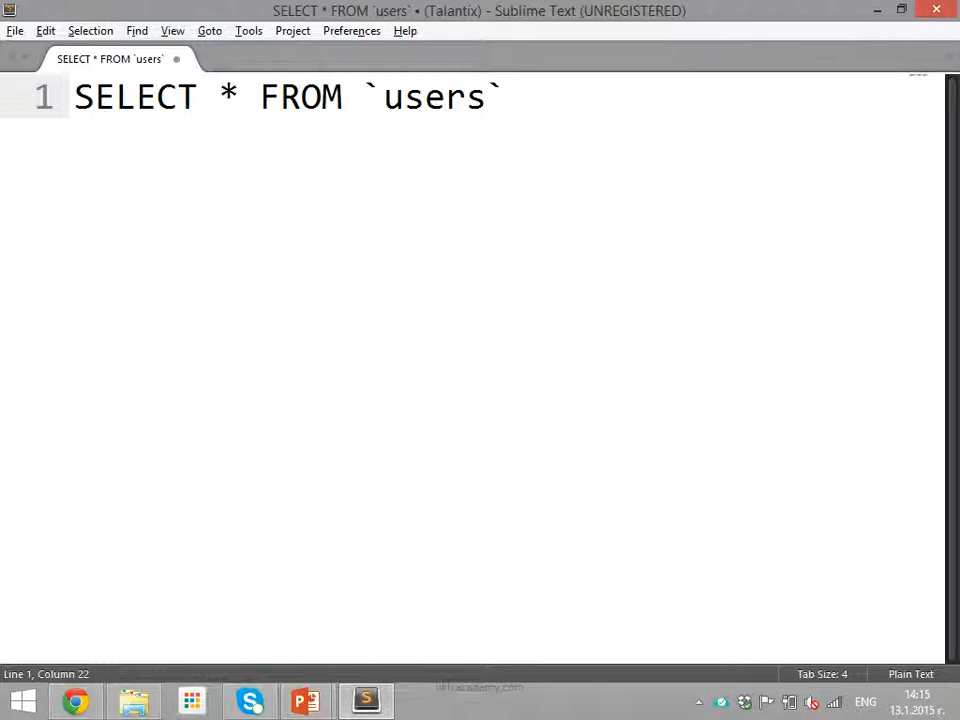 SELECT * FROM `users` • (Talantix) - Sublime Text (UNREGISTERED)
File Edit Selection Find View Goto Tools Project Preferences Help
SELECT * FROM `users`
1 SELECT * FROM `users`
Line 1, Column 22 Tab Size: 4 Plain Text
ENG
14:15
13.1.2015 г.